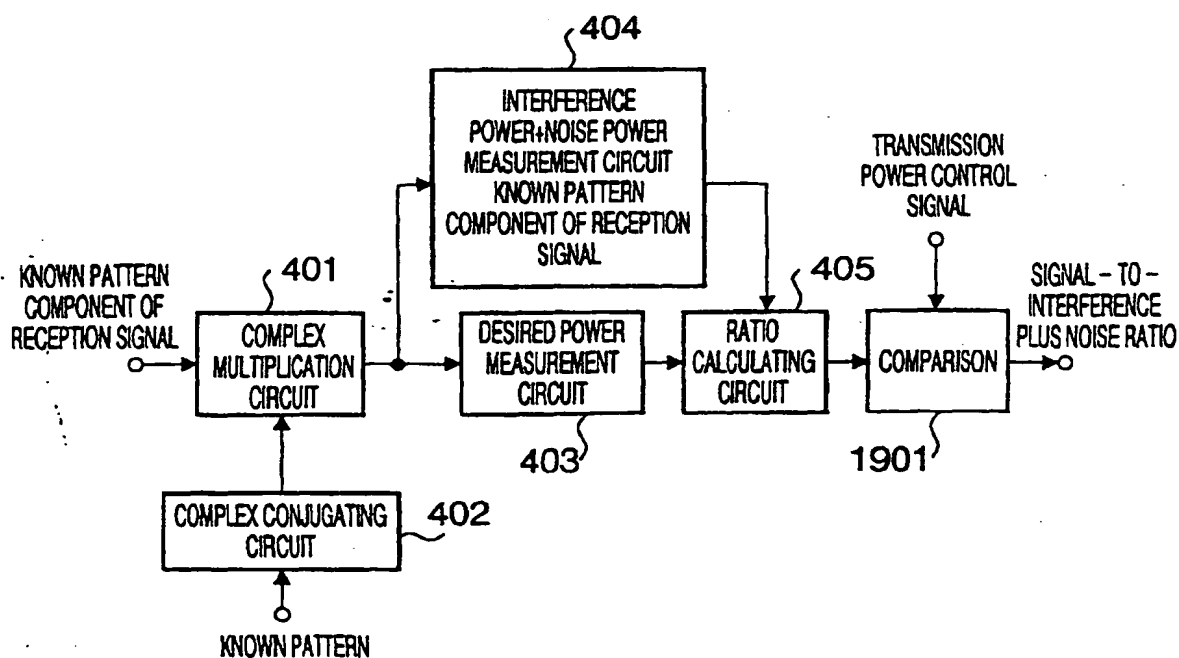 404
INTERFERENCE
POWER+NOISE POWER
MEASUREMENT CIRCUIT
KNOWN PATTERN
COMPONENT OF RECEPTION
SIGNAL
TRANSMISSION
POWER CONTROL
SIGNAL
KNOWN PATTERN
COMPONENT OF
RECEPTION SIGNAL
401
COMPLEX
MULTIPLICATION
CIRCUIT
DESIRED POWER
MEASUREMENT
CIRCUIT
403
405
RATIO
CALCULATING
CIRCUIT
COMPARISON
1901
SIGNAL - TO -
INTERFERENCE
PLUS NOISE RATIO
COMPLEX CONJUGATING
CIRCUIT
402
KNOWN PATTERN